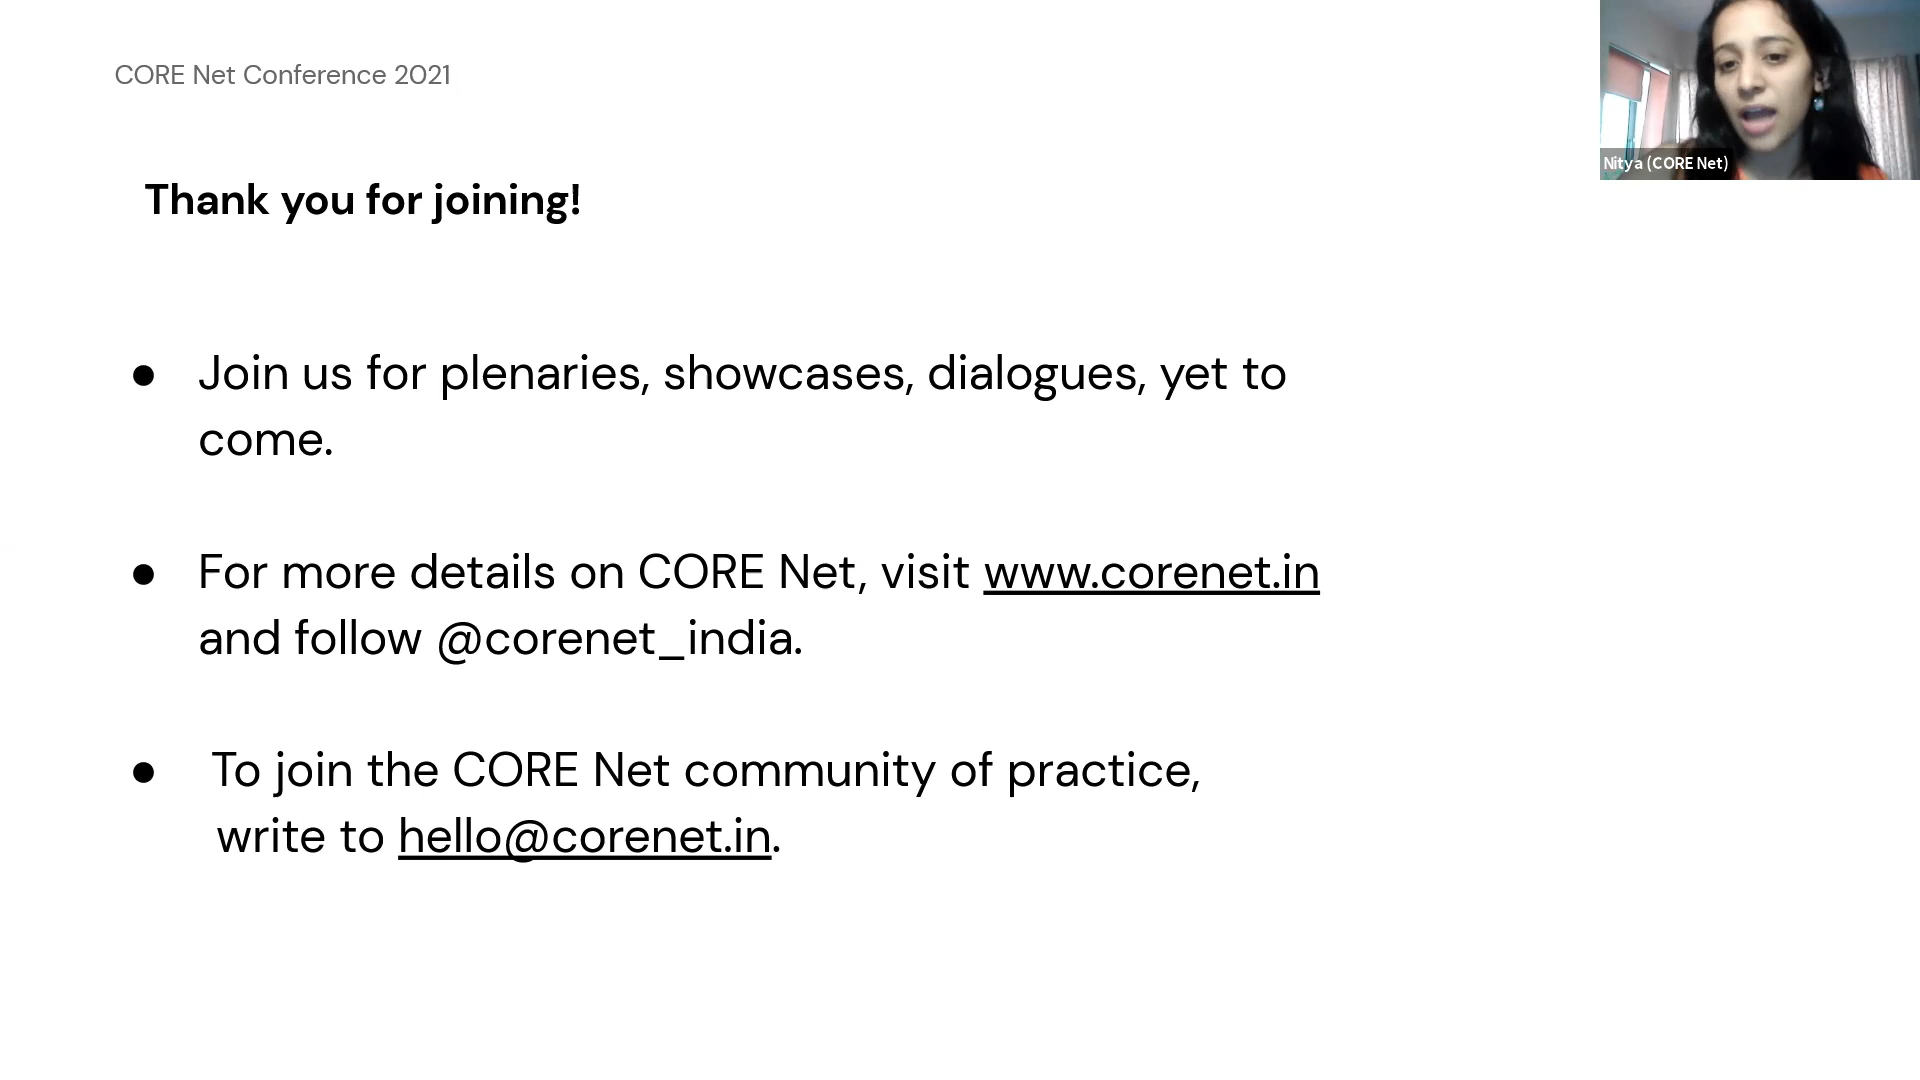 CORE Net Conference 2021
Nitya (CORE Net)
Thank you for joining!
● Join us for plenaries, showcases, dialogues, yet to
come.
● For more details on CORE Net, visit www.corenet.in
and follow @corenet_india.
● To join the CORE Net community of practice,
write to hello@corenet.in.